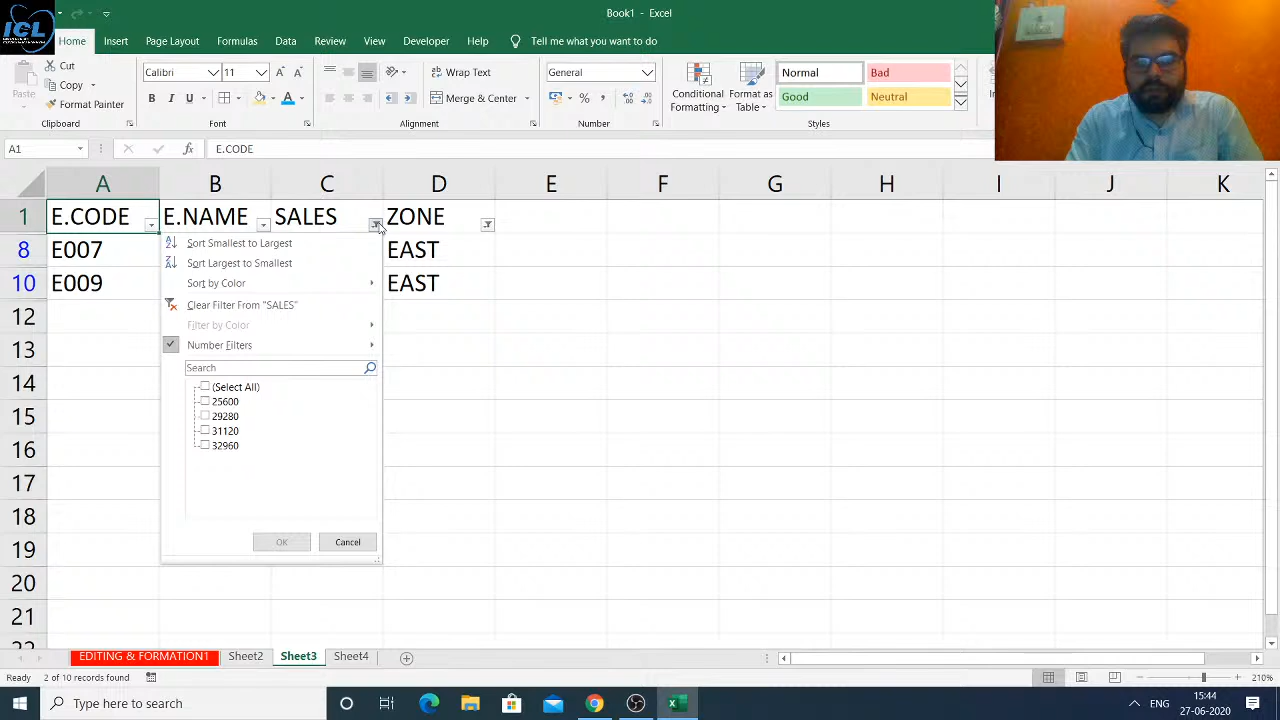 Book1 - Excel
ICL
Home Insert Page Layout Formulas Data Review View Developer Help Tell me what you want to do
Paste Cut Copy Format Painter
Calibri 11
B I U A
Wrap Text
Merge & Center
General
Conditional Formatting
Format as Table
Normal Bad
Good Neutral
Clipboard Font Alignment Number Styles
A1 fx E.CODE
A B C D E F G H I J K
1 E.CODE E.NAME SALES ZONE
8 E007 EAST
10 E009 EAST
12
13
14
15
16
17
18
19
20
21
Sort Smallest to Largest
Sort Largest to Smallest
Sort by Color
Clear Filter From "SALES"
Filter by Color
Number Filters
Search
(Select All)
25600
29280
31120
32960
OK Cancel
EDITING & FORMATION1 Sheet2 Sheet3 Sheet4
Ready 2 of 10 records found 210%
Type here to search
ENG 15:44
27-06-2020